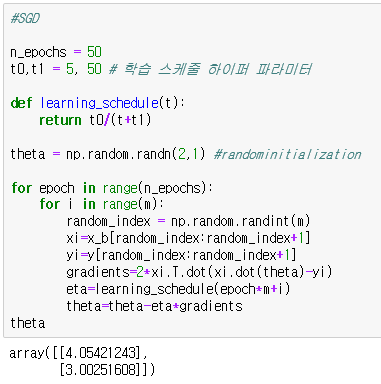 #SGD
n_epochs = 50
t0,t1 = 5, 50 # 학습 스케줄 하이퍼 파라미터
def learning_schedule(t):
    return t0/(t+t1)
theta = np.random.randn(2,1) #randominitialization
for epoch in range(n_epochs):
    for i in range(m):
        random_index = np.random.randint(m)
        xi=x_b[random_index:random_index+1]
        yi=y[random_index:random_index+1]
        gradients=2*xi.T.dot(xi.dot(theta)-yi)
        eta=learning_schedule(epoch*m+i)
        theta=theta-eta*gradients
theta
array([[4.05421243],
       [3.00251608]])